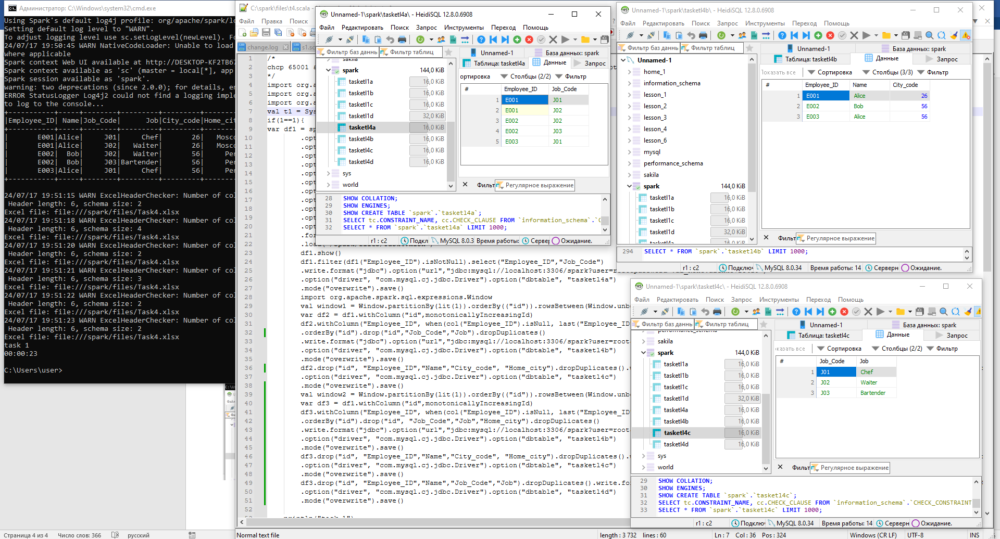 Администратор: C:\Windows\system32\cmd.exe
Using Spark's default log4j profile: org/apache/spark/lo
Setting default log level to "WARN".
To adjust logging level use sc.setLogLevel(newLevel). Fo
24/07/17 19:50:45 WARN NativeCodeLoader: Unable to load
where applicable
Spark context Web UI available at http://DESKTOP-KF2TB67
Spark context available as 'sc' (master = local[*], app
Spark session available as 'spark'.
warning: two deprecations (since 2.0.0); for details, en
ERROR StatusLogger Log4j2 could not find a logging imple
to log to the console...
|Employee_ID| Name|Job_Code|      Job|City_code|Home_cit
|       E001|Alice|     J01|     Chef|       26|   Mosco
|       E001|Alice|     J02|   Waiter|       26|   Mosco
|       E002|  Bob|     J02|   Waiter|       56|     Per
|       E002|  Bob|     J03|Bartender|       56|     Per
|       E003|Alice|     J01|     Chef|       56|     Per
24/07/17 19:51:15 WARN ExcelHeaderChecker: Number of col
Header length: 6, schema size: 2
Excel file: file:///spark/files/Task4.xlsx
24/07/17 19:51:18 WARN ExcelHeaderChecker: Number of col
Header length: 6, schema size: 4
Excel file: file:///spark/files/Task4.xlsx
24/07/17 19:51:20 WARN ExcelHeaderChecker: Number of col
Header length: 6, schema size: 2
Excel file: file:///spark/files/Task4.xlsx
24/07/17 19:51:21 WARN ExcelHeaderChecker: Number of col
Header length: 6, schema size: 3
Excel file: file:///spark/files/Task4.xlsx
24/07/17 19:51:22 WARN ExcelHeaderChecker: Number of col
Header length: 6, schema size: 2
Excel file: file:///spark/files/Task4.xlsx
24/07/17 19:51:23 WARN ExcelHeaderChecker: Number of col
Header length: 6, schema size: 2
Excel file: file:///spark/files/Task4.xlsx
task 1
00:00:23
C:\Users\user>
Страница 4 из 4 Число слов: 366 русский
C:\spark\files\t4.scala -
Файл Правка Поиск
change.log s1.sc
1 /*
2 chcp 65001 &
3 */
4 import org.a
5 import org.a
6 import org.a
7 val t1 = Sys
8 if(1==1){
9 var df1 = sp
10 .opt
11 .opt
12 .opt
13 .opt
14 .opt
15 .opt
16 .opt
17 .opt
18 .opt
19 .opt
20 .opt
21 .for
22
23 df1.show()
24 df1.filter(df1("Employee_ID").isNotNull).select("Employee_ID","Job_Code")
25 .write.format("jdbc").option("url","jdbc:mysql://localhost:3306/spark?user=ro
26 .option("driver", "com.mysql.cj.jdbc.Driver").option("dbtable", "tasketl4a")
27 .mode("overwrite").save()
28 import org.apache.spark.sql.expressions.Window
29 val window1 = Window.partitionBy(lit(1)).orderBy(("id")).rowsBetween(Window.unbo
30 var df2 = df1.withColumn("id",monotonicallyIncreasingId)
31 df2.withColumn("Employee_ID", when(col("Employee_ID").isNull, last("Employee_ID
32 .orderBy("id").drop("id","Job_Code","Job").dropDuplicates()
33 .write.format("jdbc").option("url","jdbc:mysql://localhost:3306/spark?user=root
34 .option("driver", "com.mysql.cj.jdbc.Driver").option("dbtable", "tasketl4b")
35 .mode("overwrite").save()
36 df2.drop("id", "Employee_ID","Name","City_code", "Home_city").dropDuplicates().w
37 .option("driver", "com.mysql.cj.jdbc.Driver").option("dbtable", "tasketl4c")
38 .mode("overwrite").save()
39 val window2 = Window.partitionBy(lit(1)).orderBy(("id")).rowsBetween(Window.unbo
40 var df3 = df1.withColumn("id",monotonicallyIncreasingId)
41 df3.withColumn("Employee_ID", when(col("Employee_ID").isNull, last("Employee_ID
42 .orderBy("id").drop("id", "Job_Code","Job","Home_city").dropDuplicates()
43 .write.format("jdbc").option("url","jdbc:mysql://localhost:3306/spark?user=root
44 .option("driver", "com.mysql.cj.jdbc.Driver").option("dbtable", "tasketl4b")
45 .mode("overwrite").save()
46 df3.drop("id", "Employee_ID","Name","City_code", "Home_city").dropDuplicates().w
47 .option("driver", "com.mysql.cj.jdbc.Driver").option("dbtable", "tasketl4c")
48 .mode("overwrite").save()
49 df3.drop("id", "Employee_ID","Name","Job_Code","Job").dropDuplicates().write.fo
50 .option("driver", "com.mysql.cj.jdbc.Driver").option("dbtable", "tasketl4d")
51 .mode("overwrite").save()
52
Normal text file length : 3 732 lines : 60 Ln : 7 Col : 36 Pos : 324 Windows (CR LF) UTF-8 INS
Unnamed-1\spark\tasketl4a\ - HeidiSQL 12.8.0.6908
Файл Редактировать Поиск Запрос Инструменты Переход Помощь
Фильтр баз данны Фильтр таблиц
Unnamed-1 База данных: spark
Таблица: tasketl4a Данные Запрос
ортировка Столбцы (2/2) Фильтр
sakila
spark 144,0 KiB
tasketl1a 16,0 KiB
tasketl1b 16,0 KiB
tasketl1c 16,0 KiB
tasketl1d 32,0 KiB
tasketl4a 16,0 KiB
tasketl4b 16,0 KiB
tasketl4c 16,0 KiB
tasketl4d 16,0 KiB
sys
world
# Employee_ID Job_Code
1 E001 J01
2 E001 J02
3 E002 J02
4 E002 J03
5 E003 J01
Фильт Регулярное выражение
28 SHOW COLLATION;
29 SHOW ENGINES;
30 SHOW CREATE TABLE `spark`.`tasketl4a`;
31 SELECT tc.CONSTRAINT_NAME, cc.CHECK_CLAUSE FROM `information_schema`.`C
32 SELECT * FROM `spark`.`tasketl4a` LIMIT 1000;
r1 : c2 Подкл MySQL 8.0.3 Время работы: Сервер Ожидание.
Unnamed-1\spark\tasketl4b\ - HeidiSQL 12.8.0.6908
Файл Редактировать Поиск Запрос Инструменты Переход Помощь
Фильтр баз данны Фильтр таблиц
Unnamed-1 База данных: spark
Таблица: tasketl4b Данные Запрос
Показать все Сортировка Столбцы (3/3) Фильтр
Unnamed-1
home_1
information_schema
lesson_1
lesson_2
lesson_3
lesson_4
lesson_6
mysql
performance_schema
sakila
spark 144,0 KiB
tasketl1a 16,0 KiB
tasketl1b 16,0 KiB
tasketl1c 16,0 KiB
tasketl1d 32,0 KiB
tasketl4a 16,0 KiB
# Employee_ID Name City_code
1 E001 Alice 26
2 E002 Bob 56
3 E003 Alice 56
Фильт Регулярное выражение
294 SELECT * FROM `spark`.`tasketl4b` LIMIT 1000;
r1 : c2 Подключ MySQL 8.0.34 Время работы: 14 Серверн Ожидание.
Unnamed-1\spark\tasketl4c\ - HeidiSQL 12.8.0.6908
Файл Редактировать Поиск Запрос Инструменты Переход Помощь
Фильтр баз данны Фильтр таблиц
Unnamed-1 База данных: spark
Таблица: tasketl4c Данные Запрос
оказать все Сортировка Столбцы (2/2) Фильтр
performance_schema
sakila
spark 144,0 KiB
tasketl1a 16,0 KiB
tasketl1b 16,0 KiB
tasketl1c 16,0 KiB
tasketl1d 32,0 KiB
tasketl4a 16,0 KiB
tasketl4b 16,0 KiB
tasketl4c 16,0 KiB
tasketl4d 16,0 KiB
sys
world
# Job_Code Job
1 J01 Chef
2 J02 Waiter
3 J03 Bartender
Фильт Регулярное выражение
29 SHOW COLLATION;
30 SHOW ENGINES;
31 SHOW CREATE TABLE `spark`.`tasketl4c`;
32 SELECT tc.CONSTRAINT_NAME, cc.CHECK_CLAUSE FROM `information_schema`.`CHECK_CONSTRAINT
33 SELECT * FROM `spark`.`tasketl4c` LIMIT 1000;
r1 : c2 Подключ MySQL 8.0.34 Время работы: 14 Серверн Ожидание.